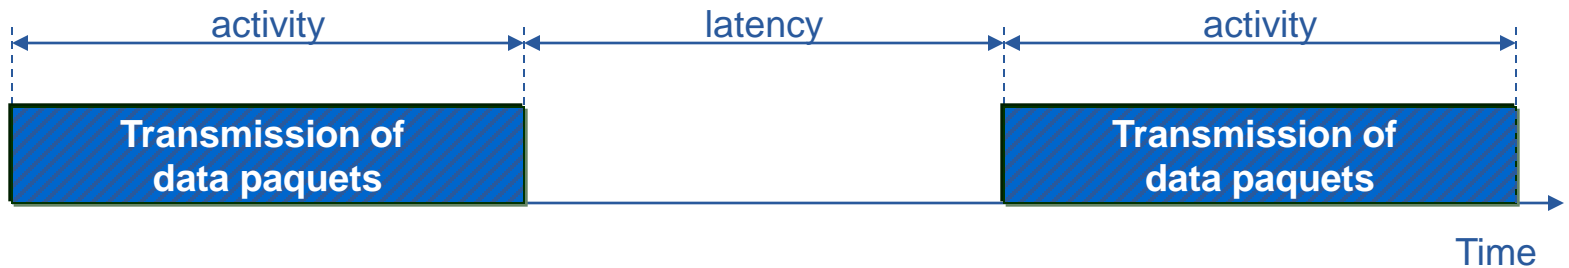 activity
latency
activity
Transmission of
data paquets
Transmission of
data paquets
Time